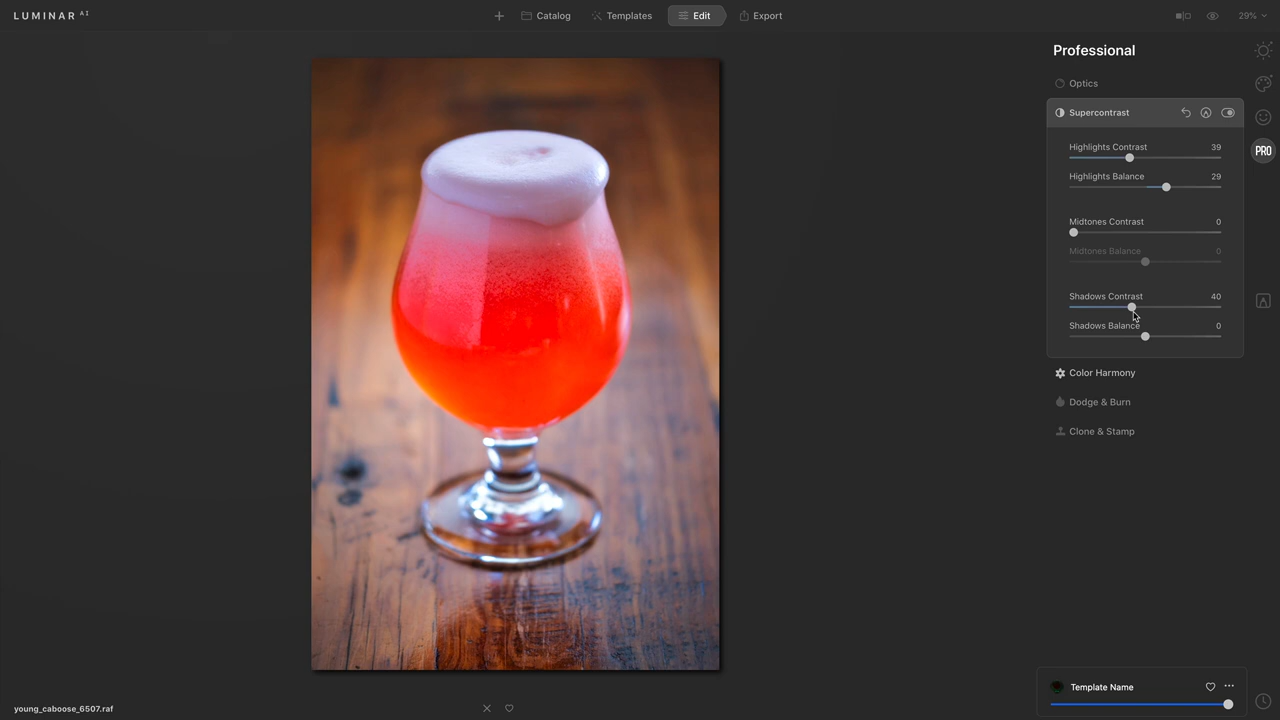 LUMINAR AI
Catalog
Templates
Edit
Export
29%
Professional
Optics
Supercontrast
Highlights Contrast 39
Highlights Balance 29
Midtones Contrast 0
Midtones Balance 0
Shadows Contrast 40
Shadows Balance 0
Color Harmony
Dodge & Burn
Clone & Stamp
PRO
Template Name
young_caboose_6507.raf